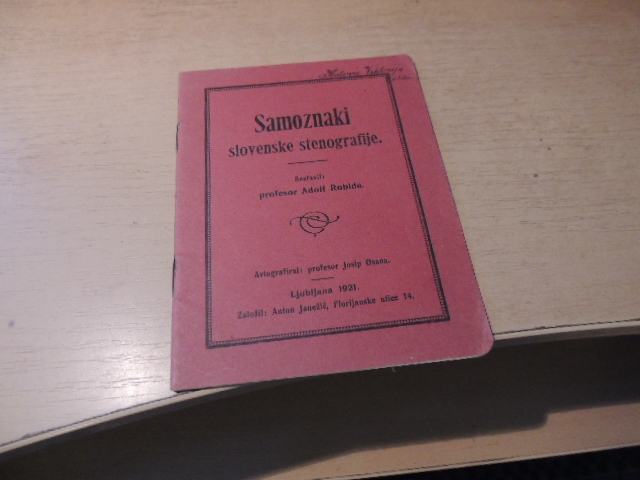 Samoznaki
slovenske stenografije.
Sestavil:
profesor Adolf Robida.
Avtografiral: profesor Josip Osana.
Ljubljana 1921.
Založil: Anton Janežič, Florijanske ulice 14.